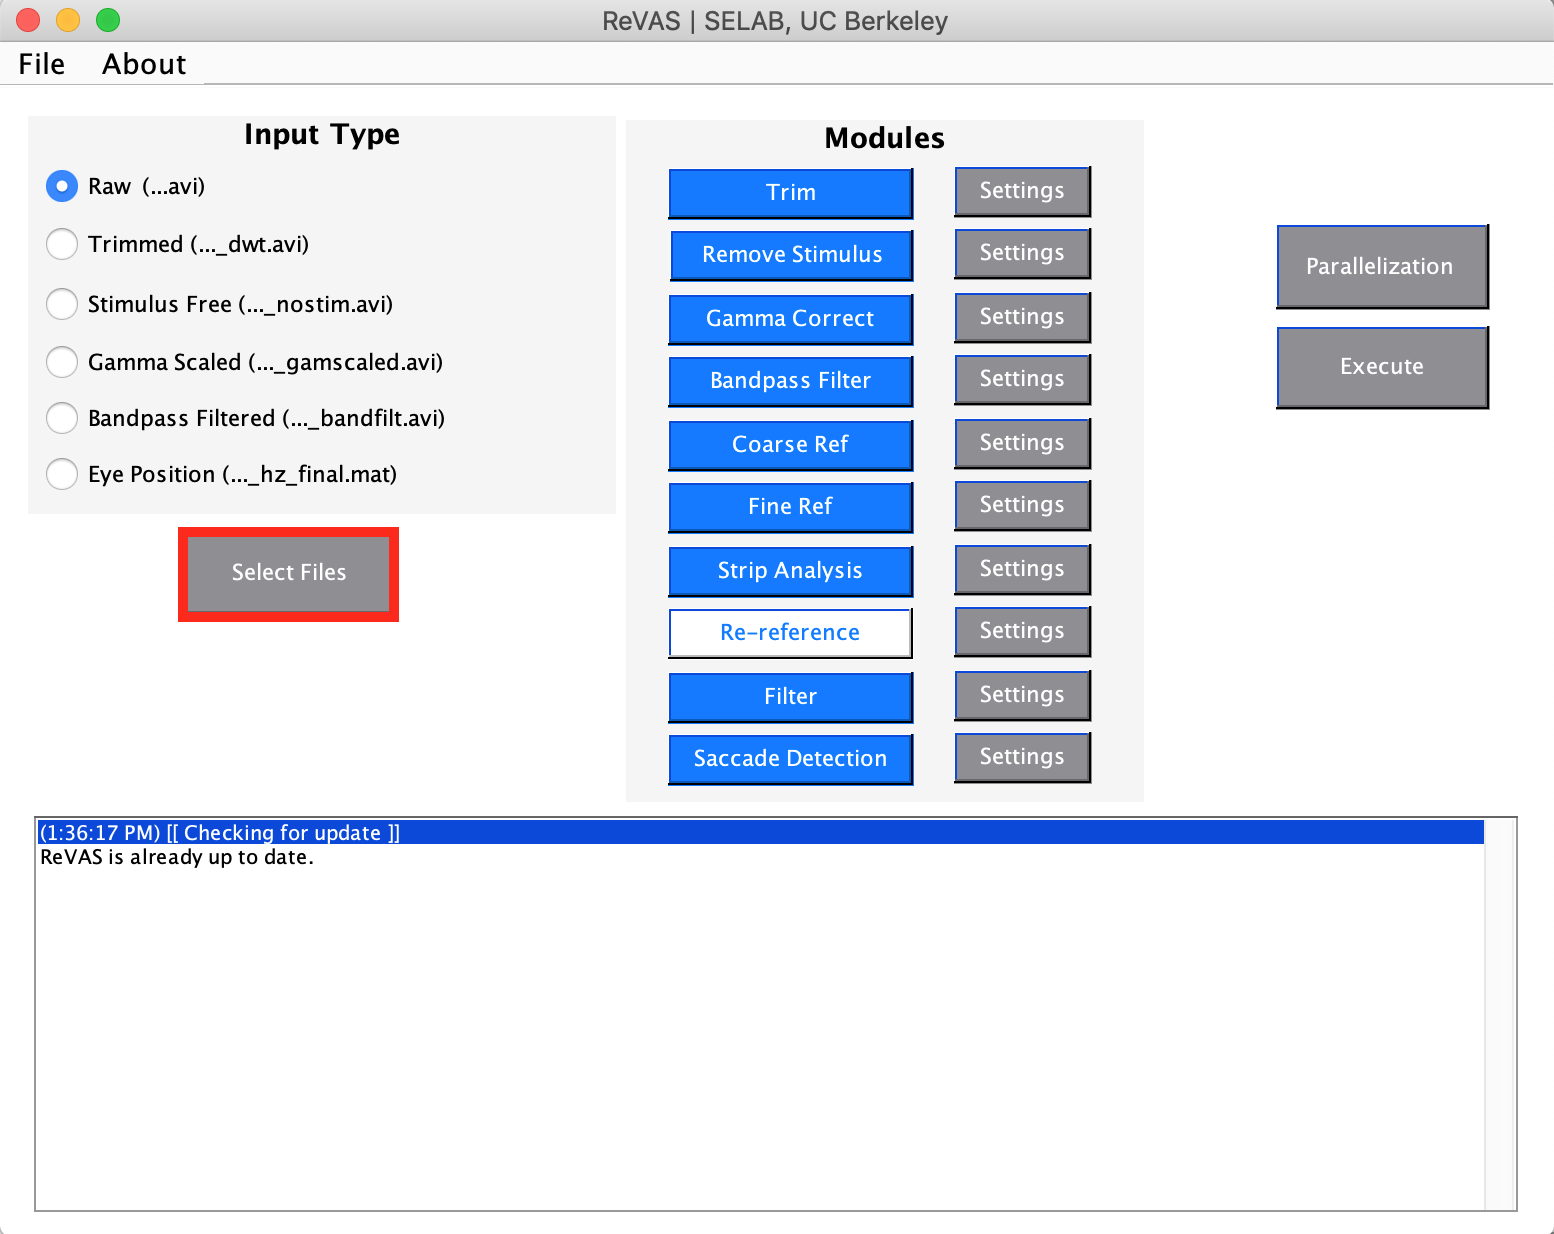 ReVAS | SELAB, UC Berkeley
File About
Input Type
Raw (...avi)
Trimmed (..._dwt.avi)
Stimulus Free (..._nostim.avi)
Gamma Scaled (..._gamscaled.avi)
Bandpass Filtered (..._bandfilt.avi)
Eye Position (..._hz_final.mat)
Select Files
Modules
Trim Settings
Remove Stimulus Settings
Gamma Correct Settings
Bandpass Filter Settings
Coarse Ref Settings
Fine Ref Settings
Strip Analysis Settings
Re-reference Settings
Filter Settings
Saccade Detection Settings
Parallelization
Execute
(1:36:17 PM) [[ Checking for update ]]
ReVAS is already up to date.